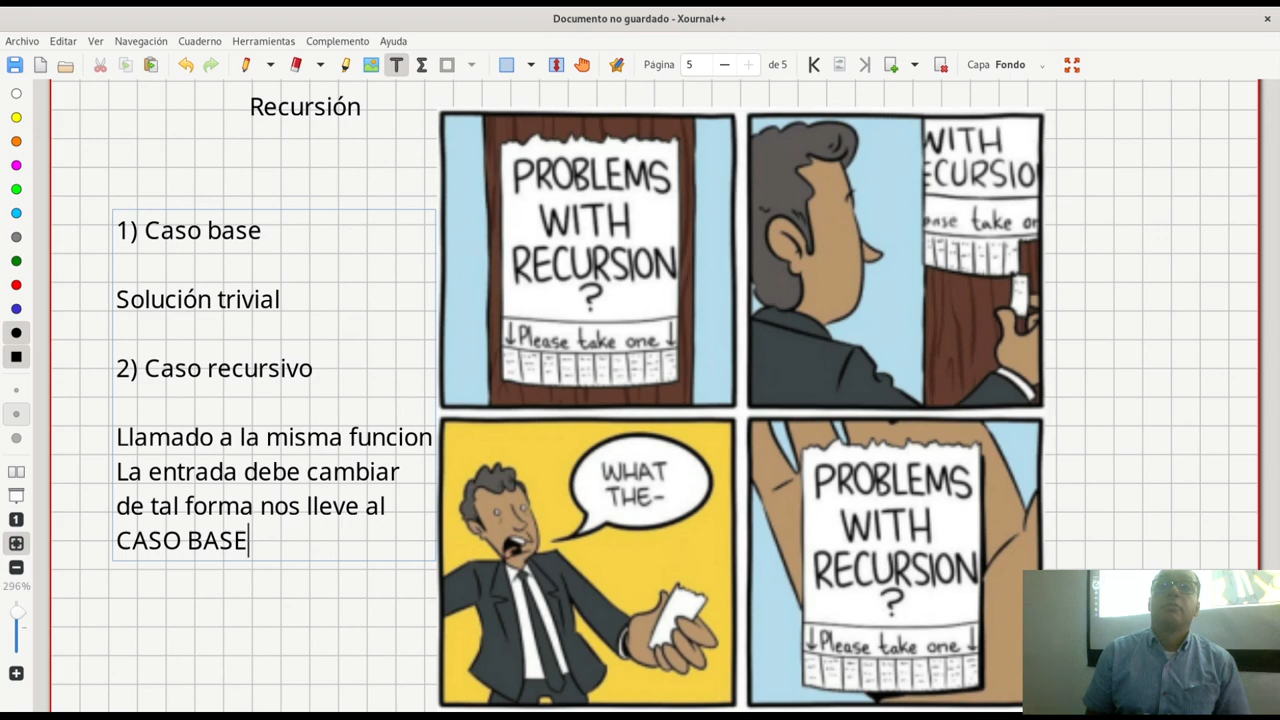 Documento no guardado - Xournal++
Archivo Editar Ver Navegación Cuaderno Herramientas Complemento Ayuda
Página 5 de 5 Capa Fondo
296%
Recursión
1) Caso base
Solución trivial
2) Caso recursivo
Llamado a la misma funcion
La entrada debe cambiar
de tal forma nos lleve al
CASO BASE
PROBLEMS
WITH
RECURSION
?
↓Please take one↓
WITH
ECURSIO
ease take on
WHAT
THE-
PROBLEMS
WITH
RECURSION
?
↓Please take one↓